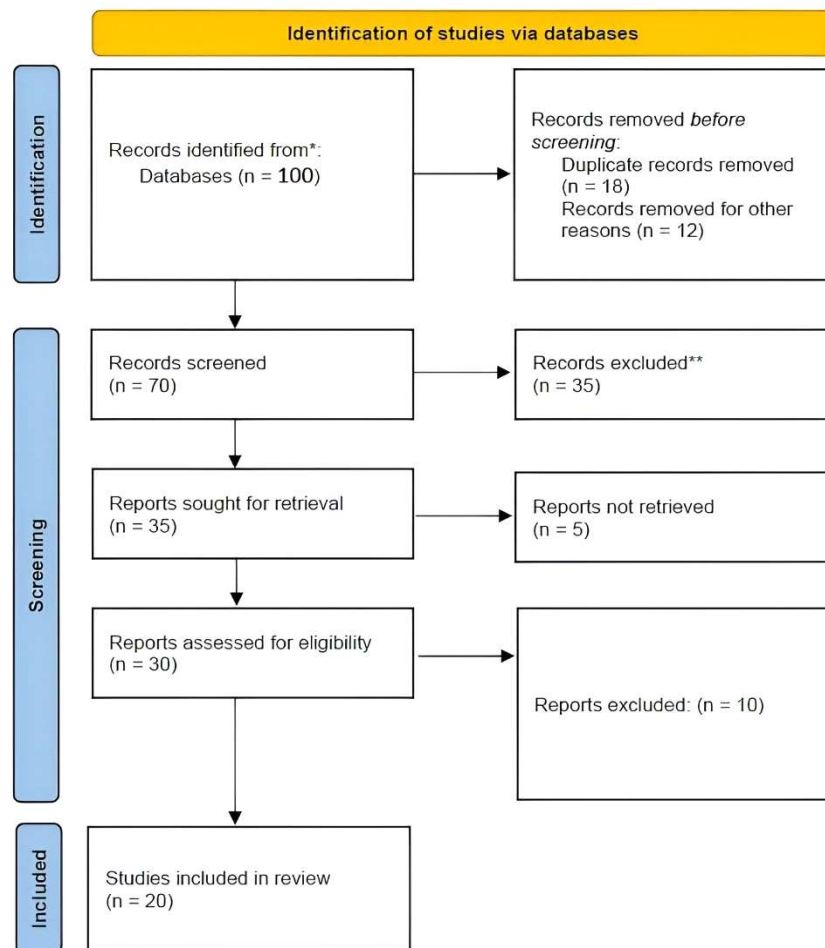 Identification of studies via databases
Identification
Records identified from*:
Databases (n = 100)
Records removed before
screening:
Duplicate records removed
(n = 18)
Records removed for other
reasons (n = 12)
Screening
Records screened
(n = 70)
Records excluded**
(n = 35)
Reports sought for retrieval
(n = 35)
Reports not retrieved
(n = 5)
Reports assessed for eligibility
(n = 30)
Reports excluded: (n = 10)
Included
Studies included in review
(n = 20)